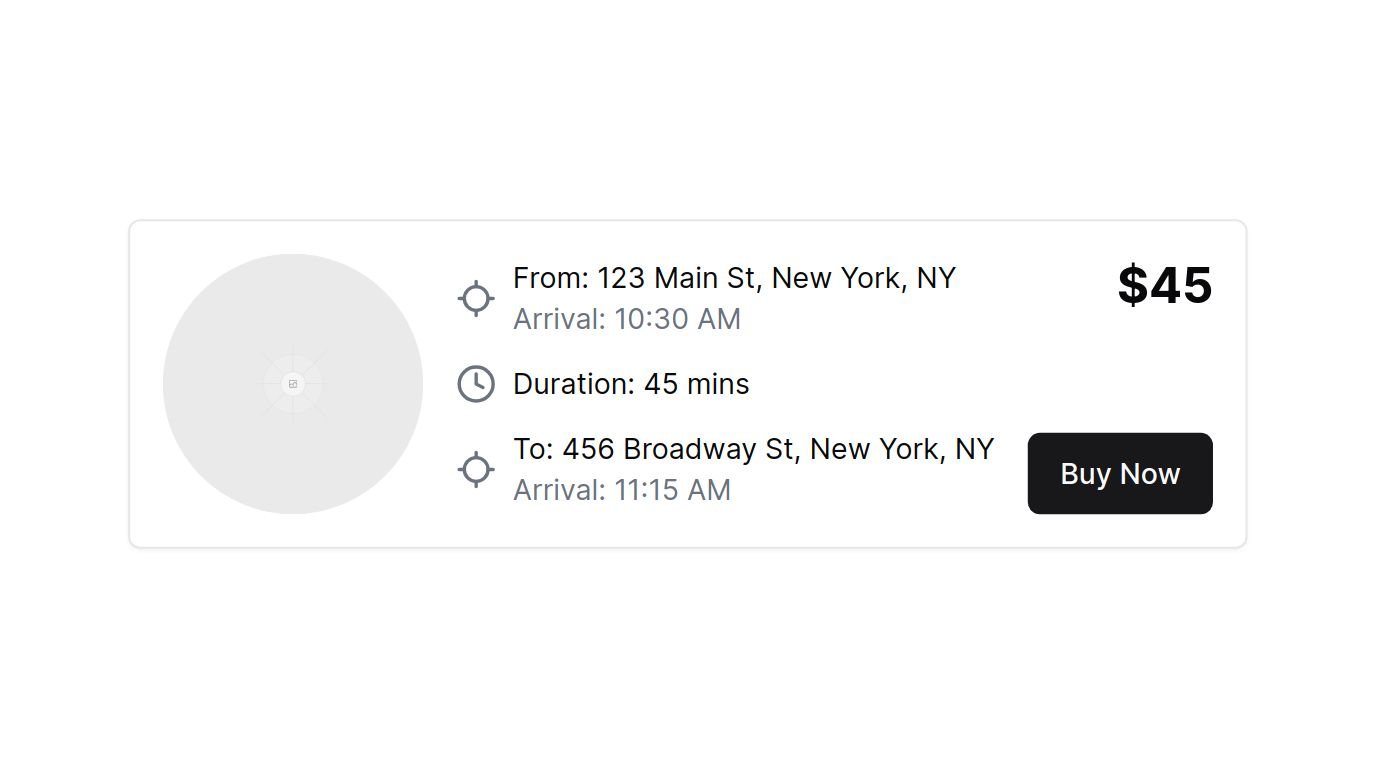 From: 123 Main St, New York, NY
Arrival: 10:30 AM
$45
Duration: 45 mins
To: 456 Broadway St, New York, NY
Arrival: 11:15 AM
Buy Now